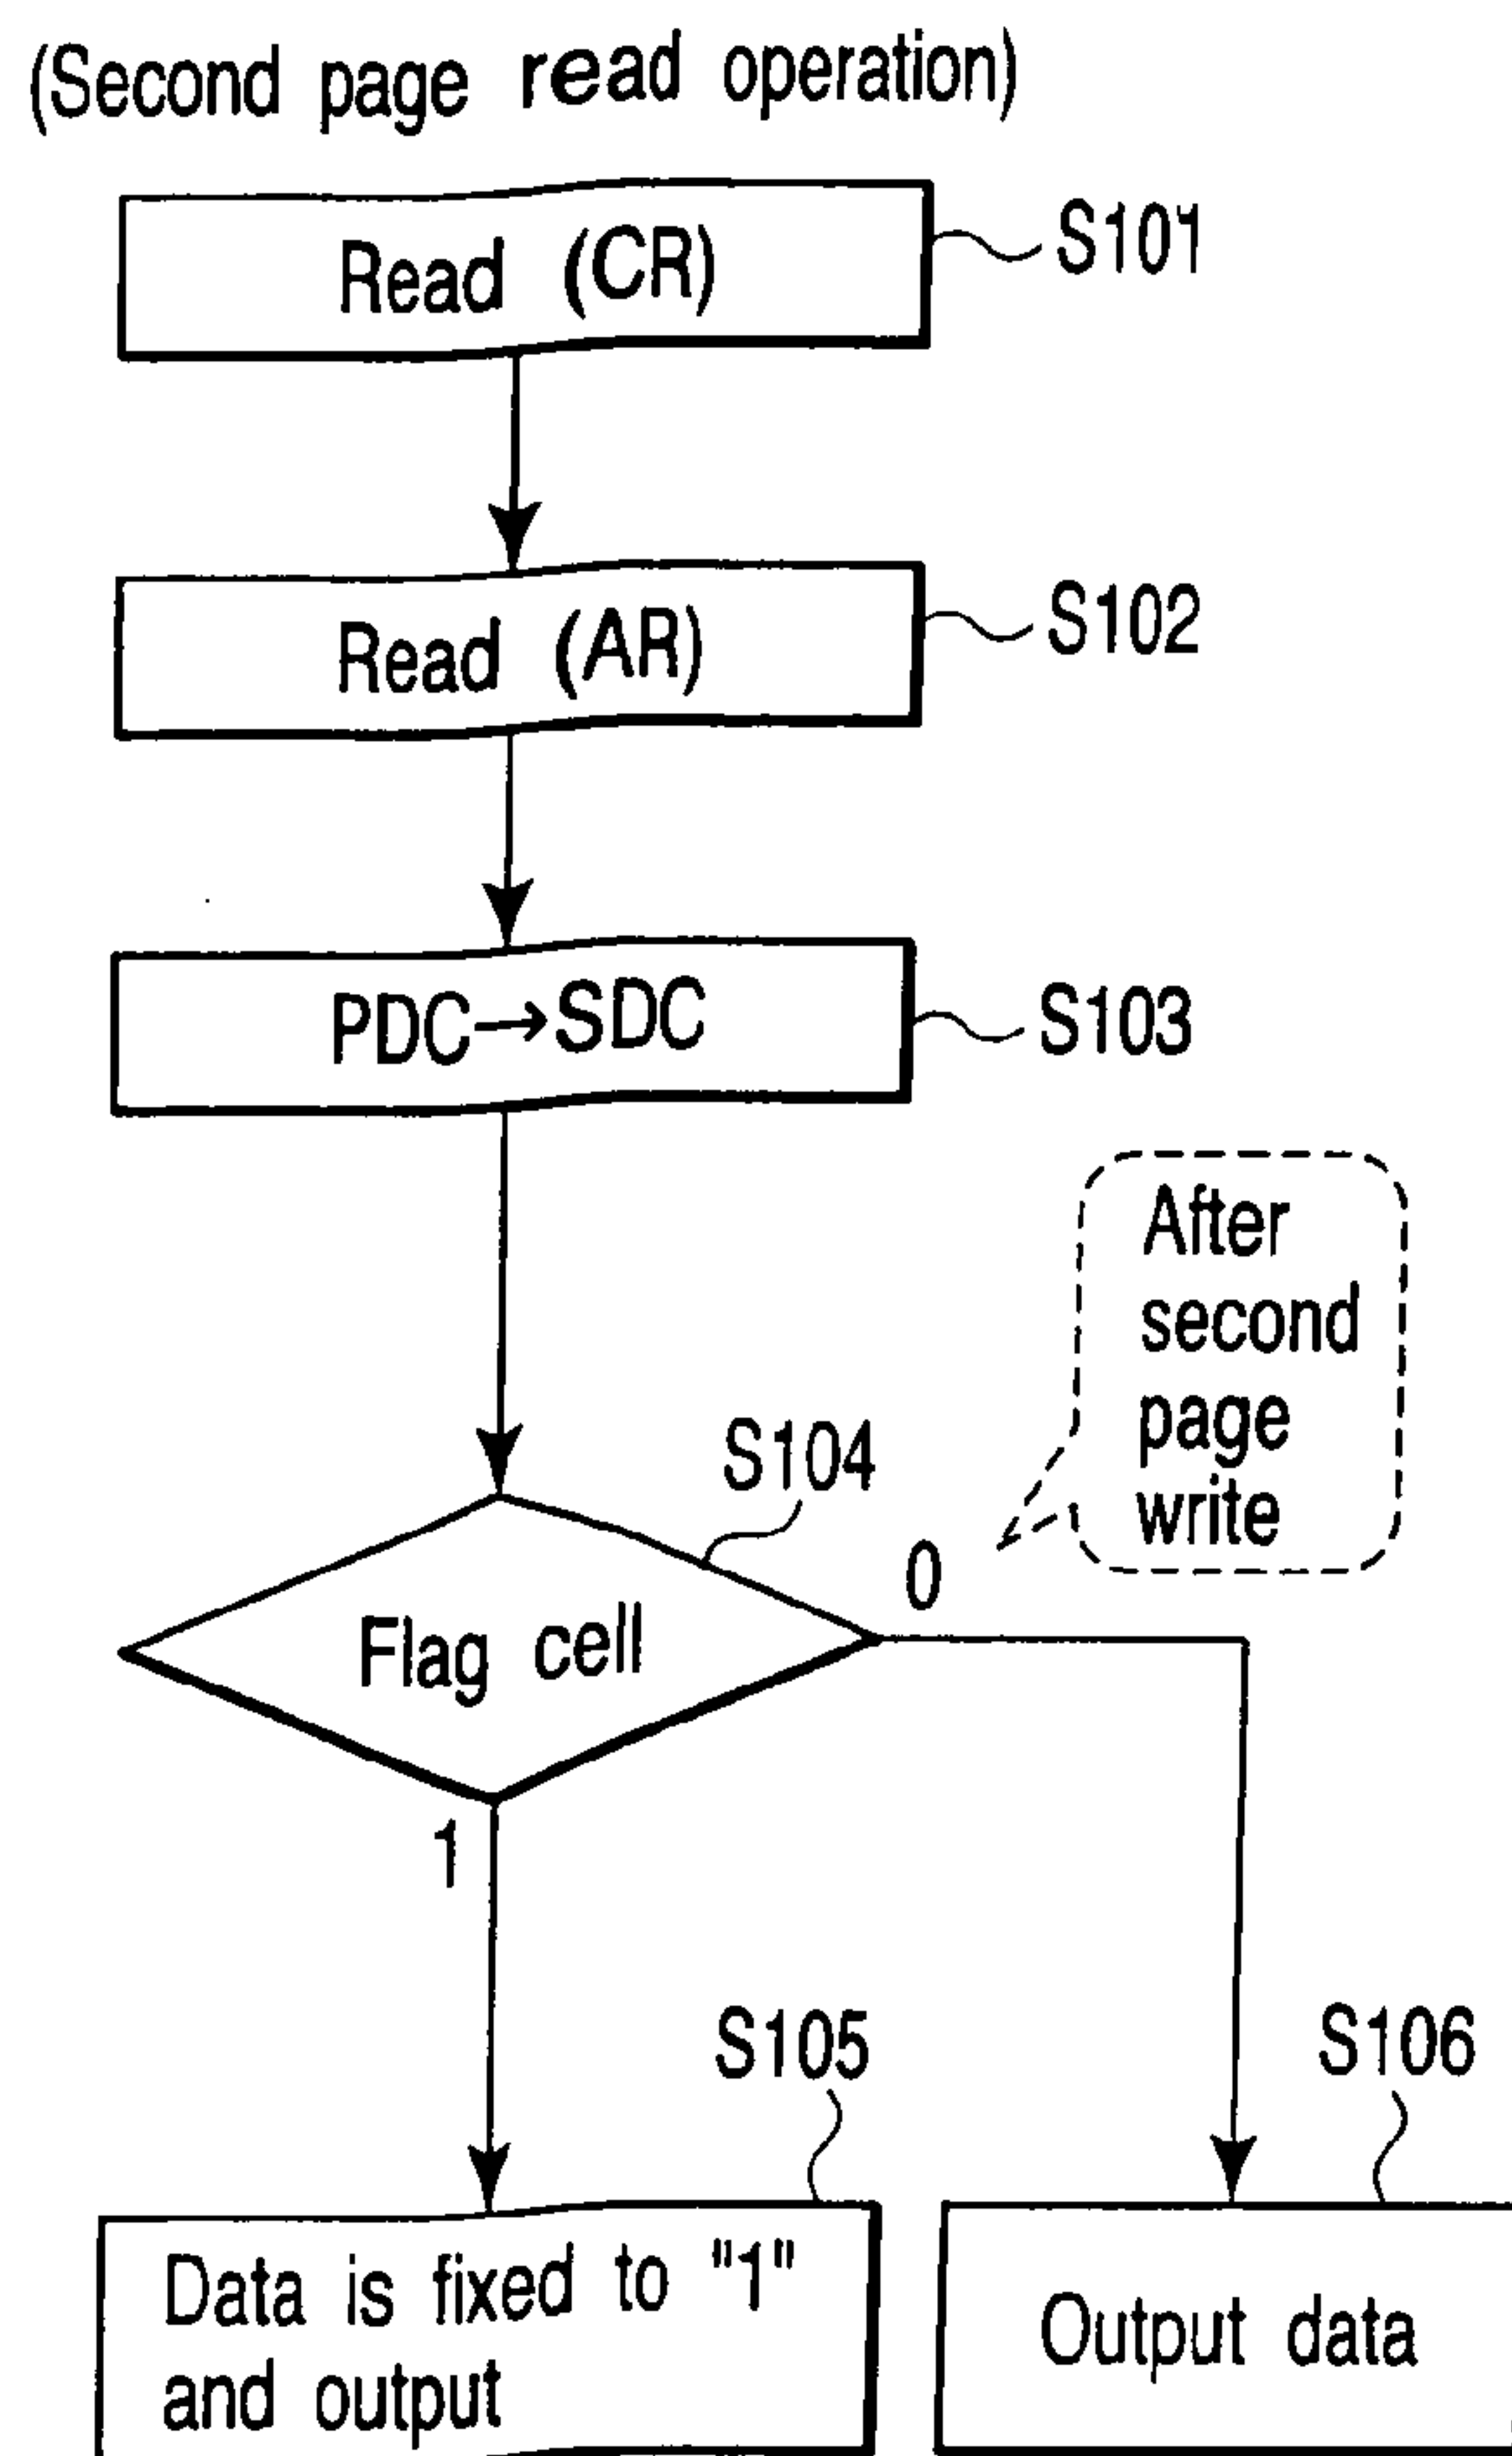 (Second page read operation)
Read (CR)
S101
Read (AR)
S102
PDC→SDC
S103
After
second
page
write
S104
0
Flag cell
1
S105
S106
Data is fixed to "1"
and output
Output data